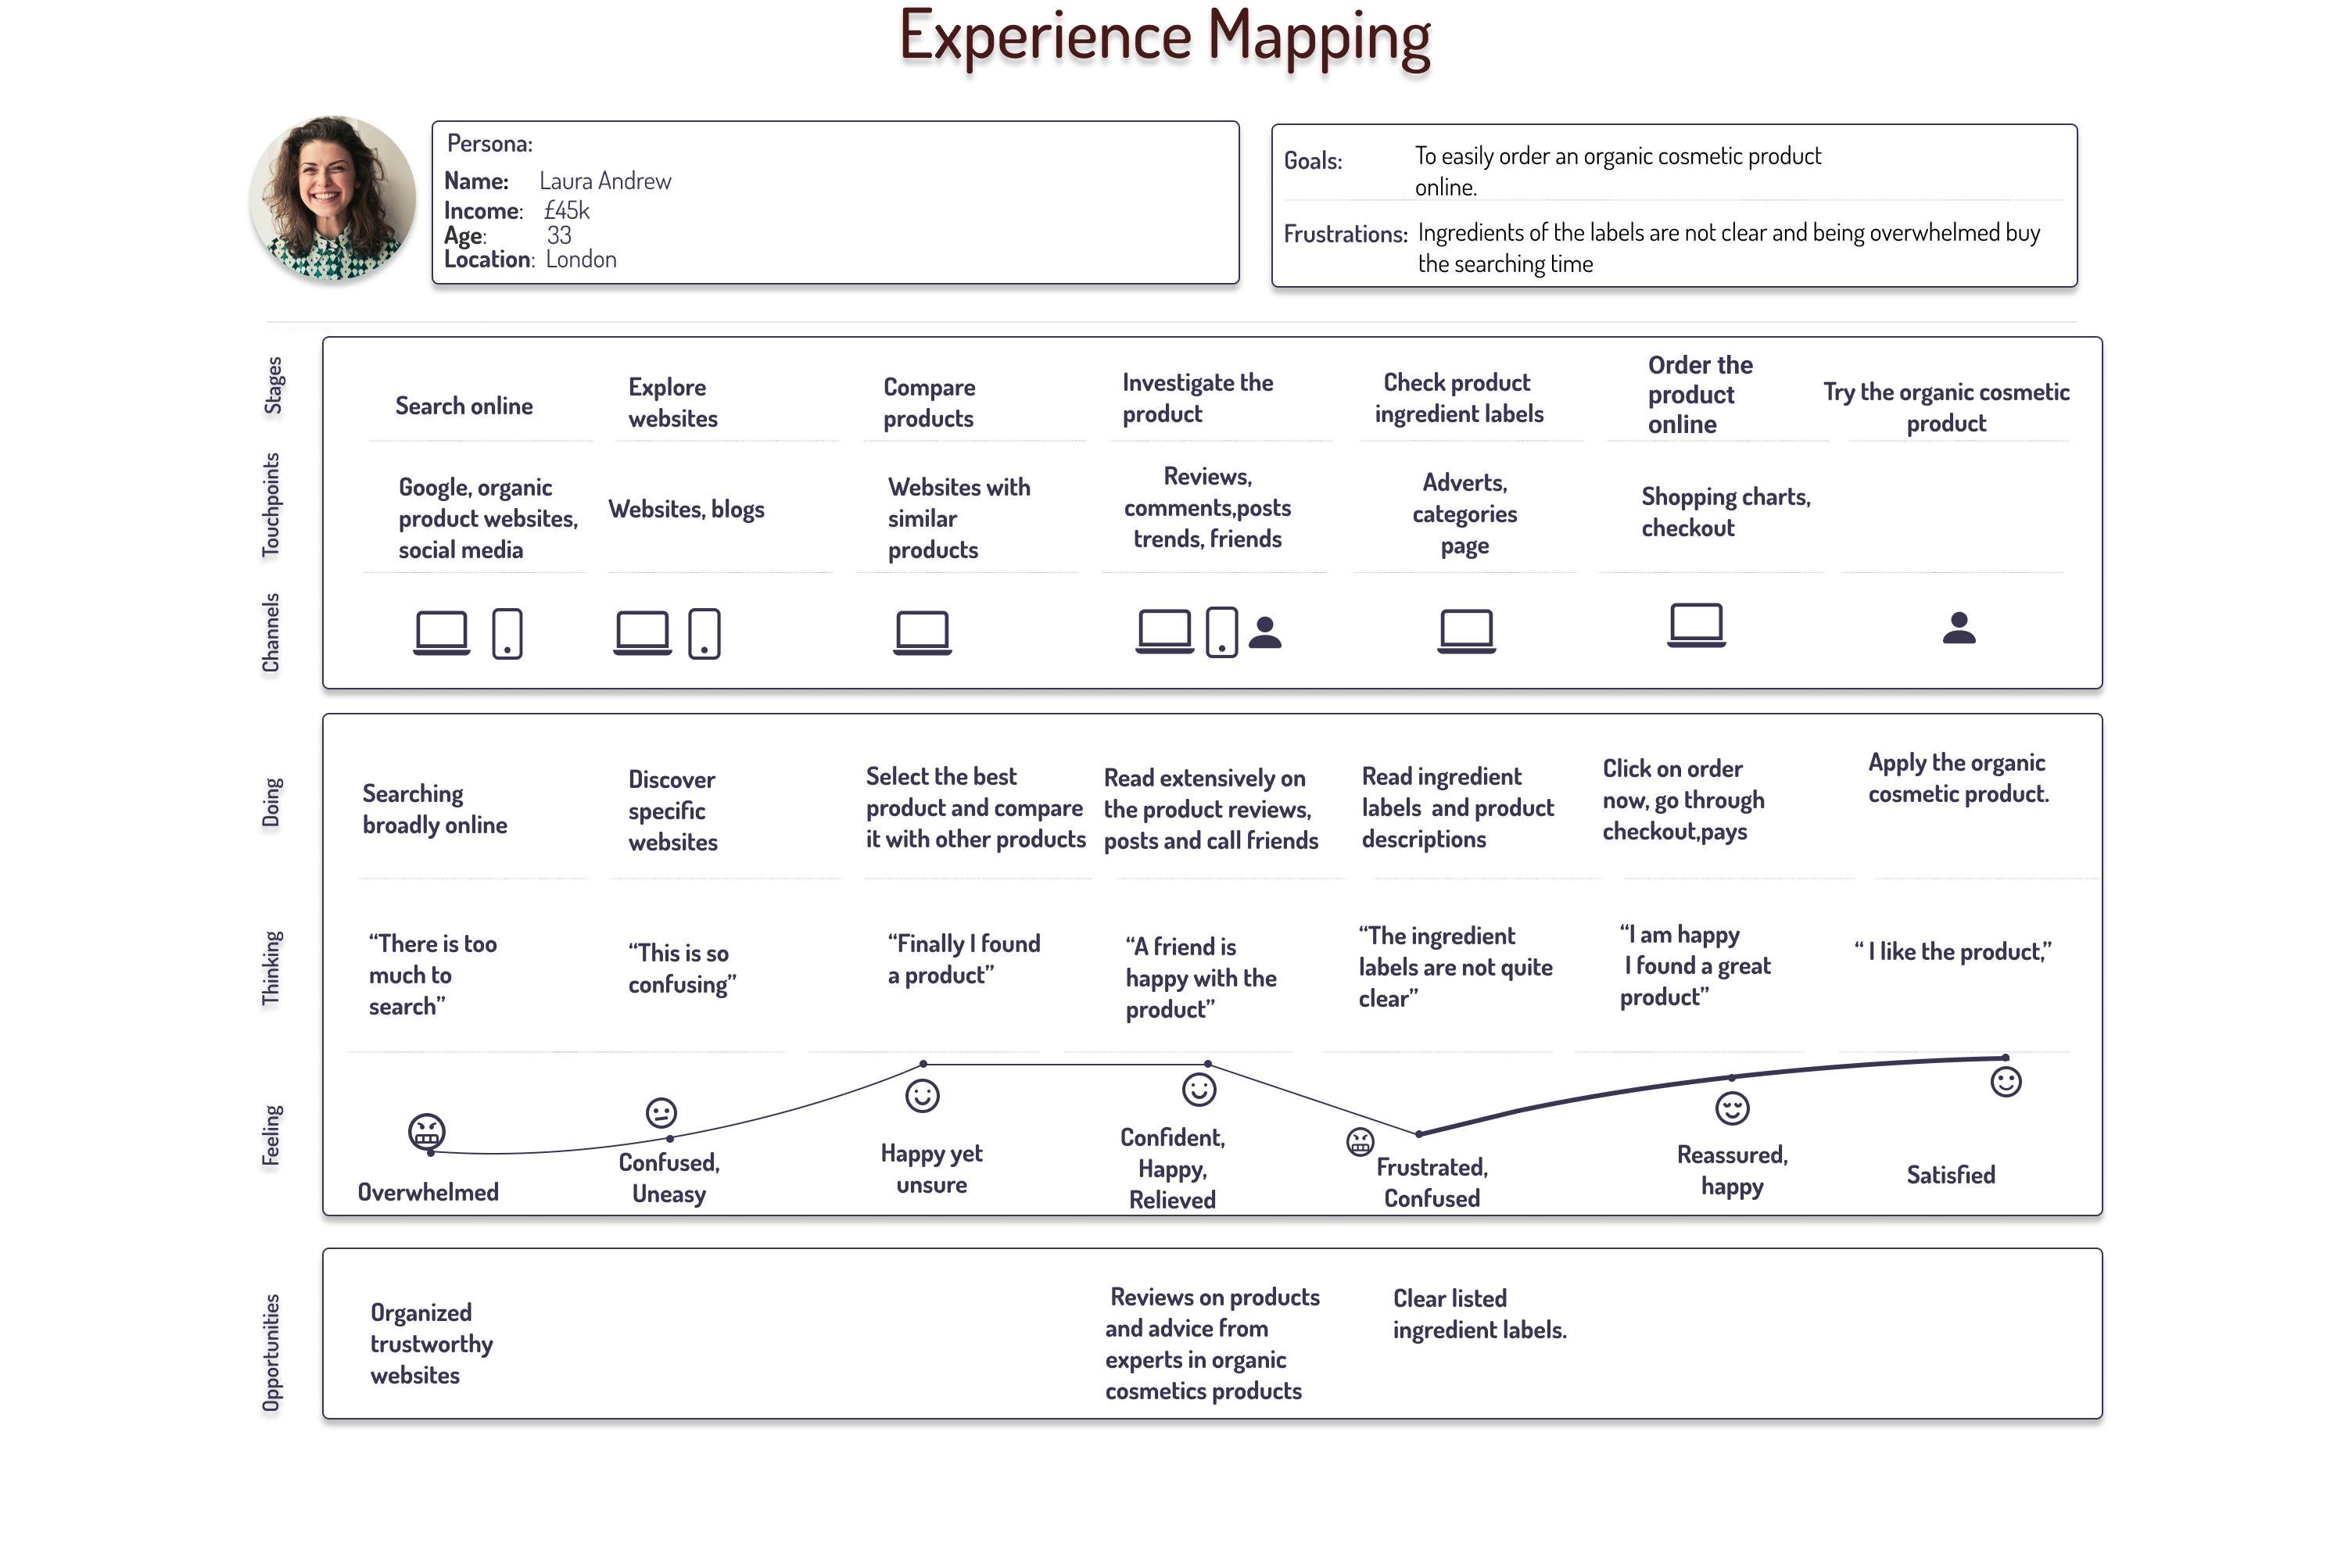 Experience Mapping
Persona:
Name: Laura Andrew
Income: £45k
Age: 33
Location: London
Goals: To easily order an organic cosmetic product
online.
Frustrations: Ingredients of the labels are not clear and being overwhelmed buy
the searching time
Stages
Search online
Explore
websites
Compare
products
Investigate the
product
Check product
ingredient labels
Order the
product
online
Try the organic cosmetic
product
Touchpoints
Google, organic
product websites,
social media
Websites, blogs
Websites with
similar
products
Reviews,
comments,posts
trends, friends
Adverts,
categories
page
Shopping charts,
checkout
Channels
Doing
Searching
broadly online
Discover
specific
websites
Select the best
product and compare
it with other products
Read extensively on
the product reviews,
posts and call friends
Read ingredient
labels and product
descriptions
Click on order
now, go through
checkout,pays
Apply the organic
cosmetic product.
Thinking
“There is too
much to
search”
“This is so
confusing”
“Finally I found
a product”
“A friend is
happy with the
product”
“The ingredient
labels are not quite
clear”
“I am happy
I found a great
product”
“ I like the product,”
Feeling
Overwhelmed
Confused,
Uneasy
Happy yet
unsure
Confident,
Happy,
Relieved
Frustrated,
Confused
Reassured,
happy
Satisfied
Opportunities
Organized
trustworthy
websites
Reviews on products
and advice from
experts in organic
cosmetics products
Clear listed
ingredient labels.